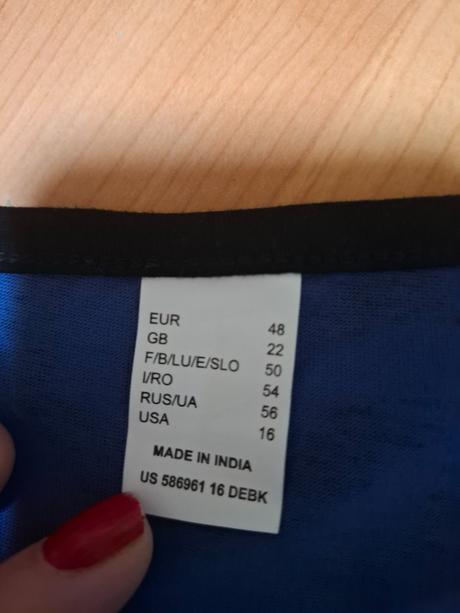 EUR 48
GB 22
F/B/LU/E/SLO 50
I/RO 54
RUS/UA 56
USA 16
MADE IN INDIA
US 586961 16 DEBK